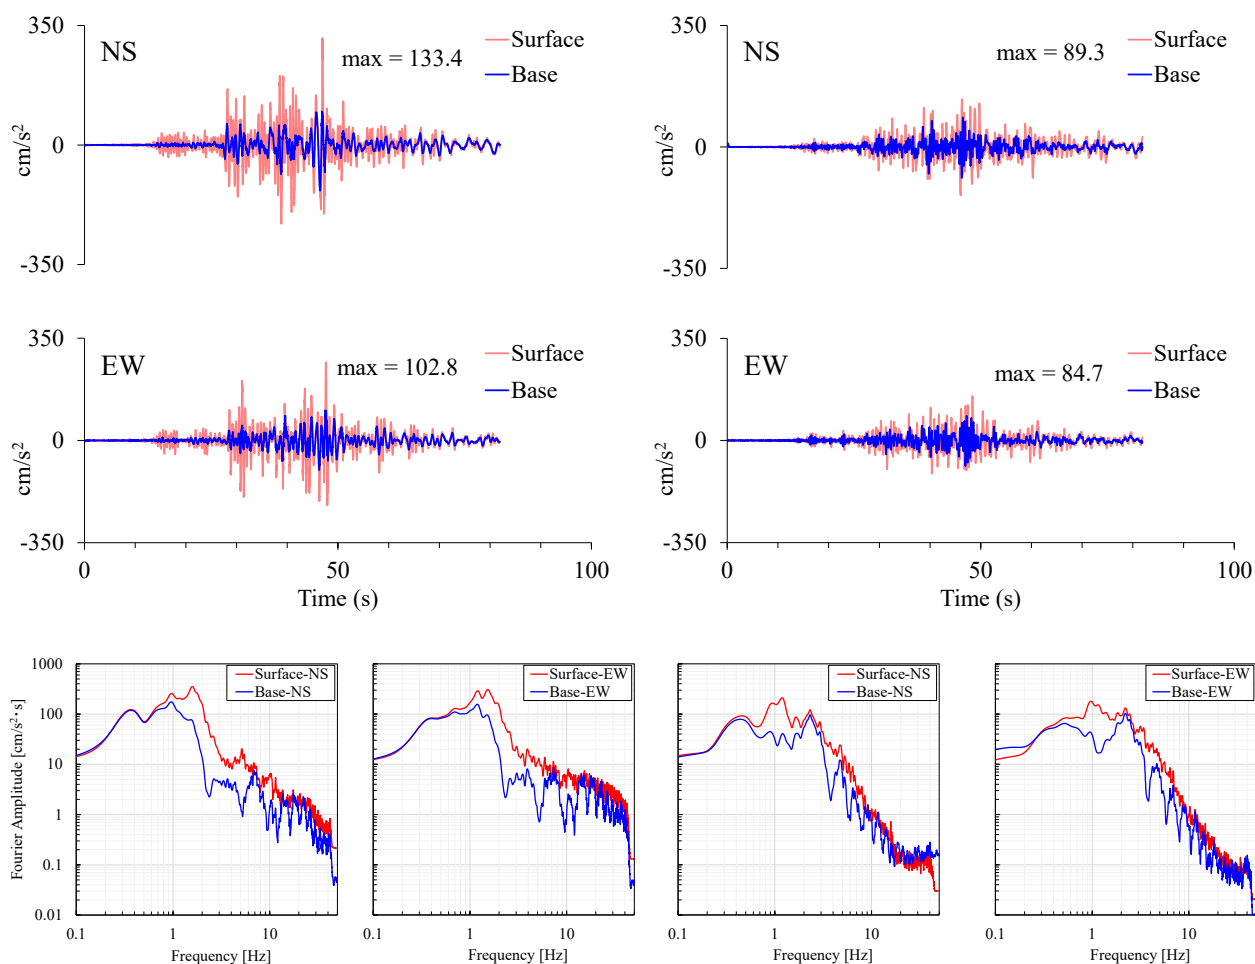 350
NS
max = 133.4
Surface
Base
cm/s²
0
-350
350
NS
max = 89.3
Surface
Base
cm/s²
0
-350
350
EW
max = 102.8
Surface
Base
cm/s²
0
-350
0 50 100
Time (s)
350
EW
max = 84.7
Surface
Base
cm/s²
0
-350
0 50 100
Time (s)
Fourier Amplitude [cm/s²·s]
1000
100
10
1
0.1
0.01
Surface-NS
Base-NS
0.1 1 10
Frequency [Hz]
Surface-EW
Base-EW
0.1 1 10
Frequency [Hz]
Surface-NS
Base-NS
0.1 1 10
Frequency [Hz]
Surface-EW
Base-EW
0.1 1 10
Frequency [Hz]